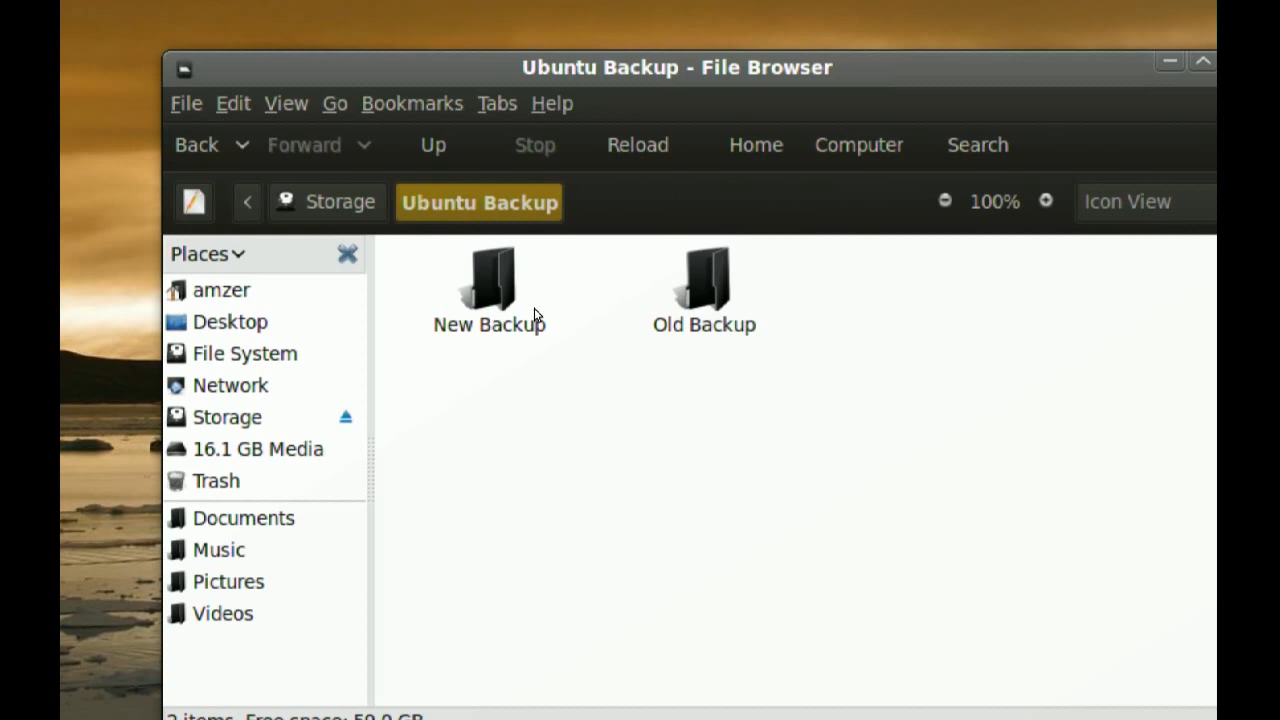 Ubuntu Backup - File Browser
File Edit View Go Bookmarks Tabs Help
Back Forward Up Stop Reload Home Computer Search
Storage Ubuntu Backup 100% Icon View
Places
amzer
Desktop
File System
Network
Storage
16.1 GB Media
Trash
Documents
Music
Pictures
Videos
New Backup Old Backup
2 items, Free space: 59.0 GB